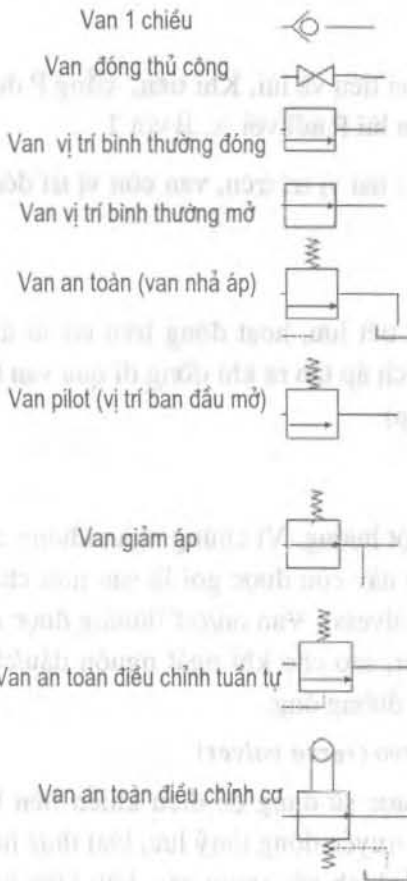 Van 1 chiều
Van đóng thủ công
Van vị trí bình thường đóng
Van vị trí bình thường mở
Van an toàn (van nhả áp)
Van pilot (vị trí ban đầu mở)
Van giảm áp
Van an toàn điều chỉnh tuần tự
Van an toàn điều chỉnh cơ